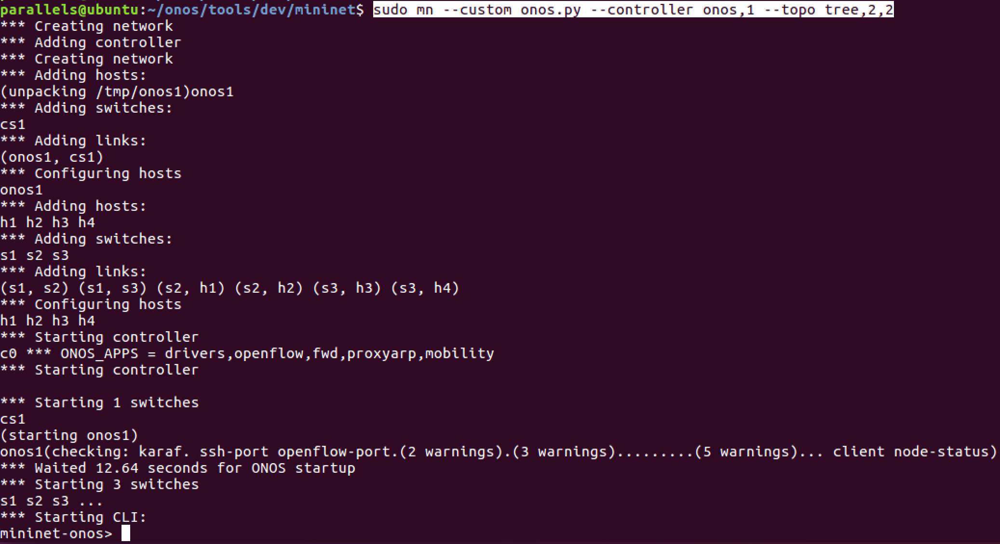 parallels@ubuntu:~/onos/tools/dev/mininet$ sudo mn --custom onos.py --controller onos,1 --topo tree,2,2
*** Creating network
*** Adding controller
*** Creating network
*** Adding hosts:
(unpacking /tmp/onos1)onos1
*** Adding switches:
cs1
*** Adding links:
(onos1, cs1)
*** Configuring hosts
onos1
*** Adding hosts:
h1 h2 h3 h4
*** Adding switches:
s1 s2 s3
*** Adding links:
(s1, s2) (s1, s3) (s2, h1) (s2, h2) (s3, h3) (s3, h4)
*** Configuring hosts
h1 h2 h3 h4
*** Starting controller
c0 *** ONOS_APPS = drivers,openflow,fwd,proxyarp,mobility
*** Starting controller
*** Starting 1 switches
cs1
(starting onos1)
onos1(checking: karaf. ssh-port openflow-port.(2 warnings).(3 warnings).........(5 warnings)... client node-status)
*** Waited 12.64 seconds for ONOS startup
*** Starting 3 switches
s1 s2 s3 ...
*** Starting CLI:
mininet-onos>